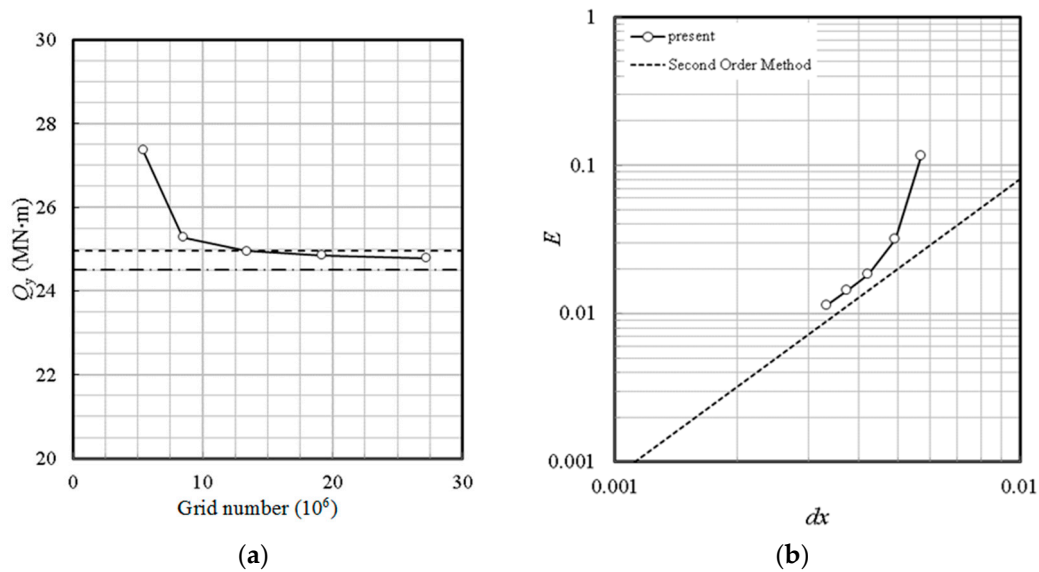 30
28
26
24
22
20
Qy (MN·m)
0
10
20
30
Grid number (10⁶)
(a)
1
0.1
0.01
0.001
E
present
Second Order Method
0.001
0.01
dx
(b)